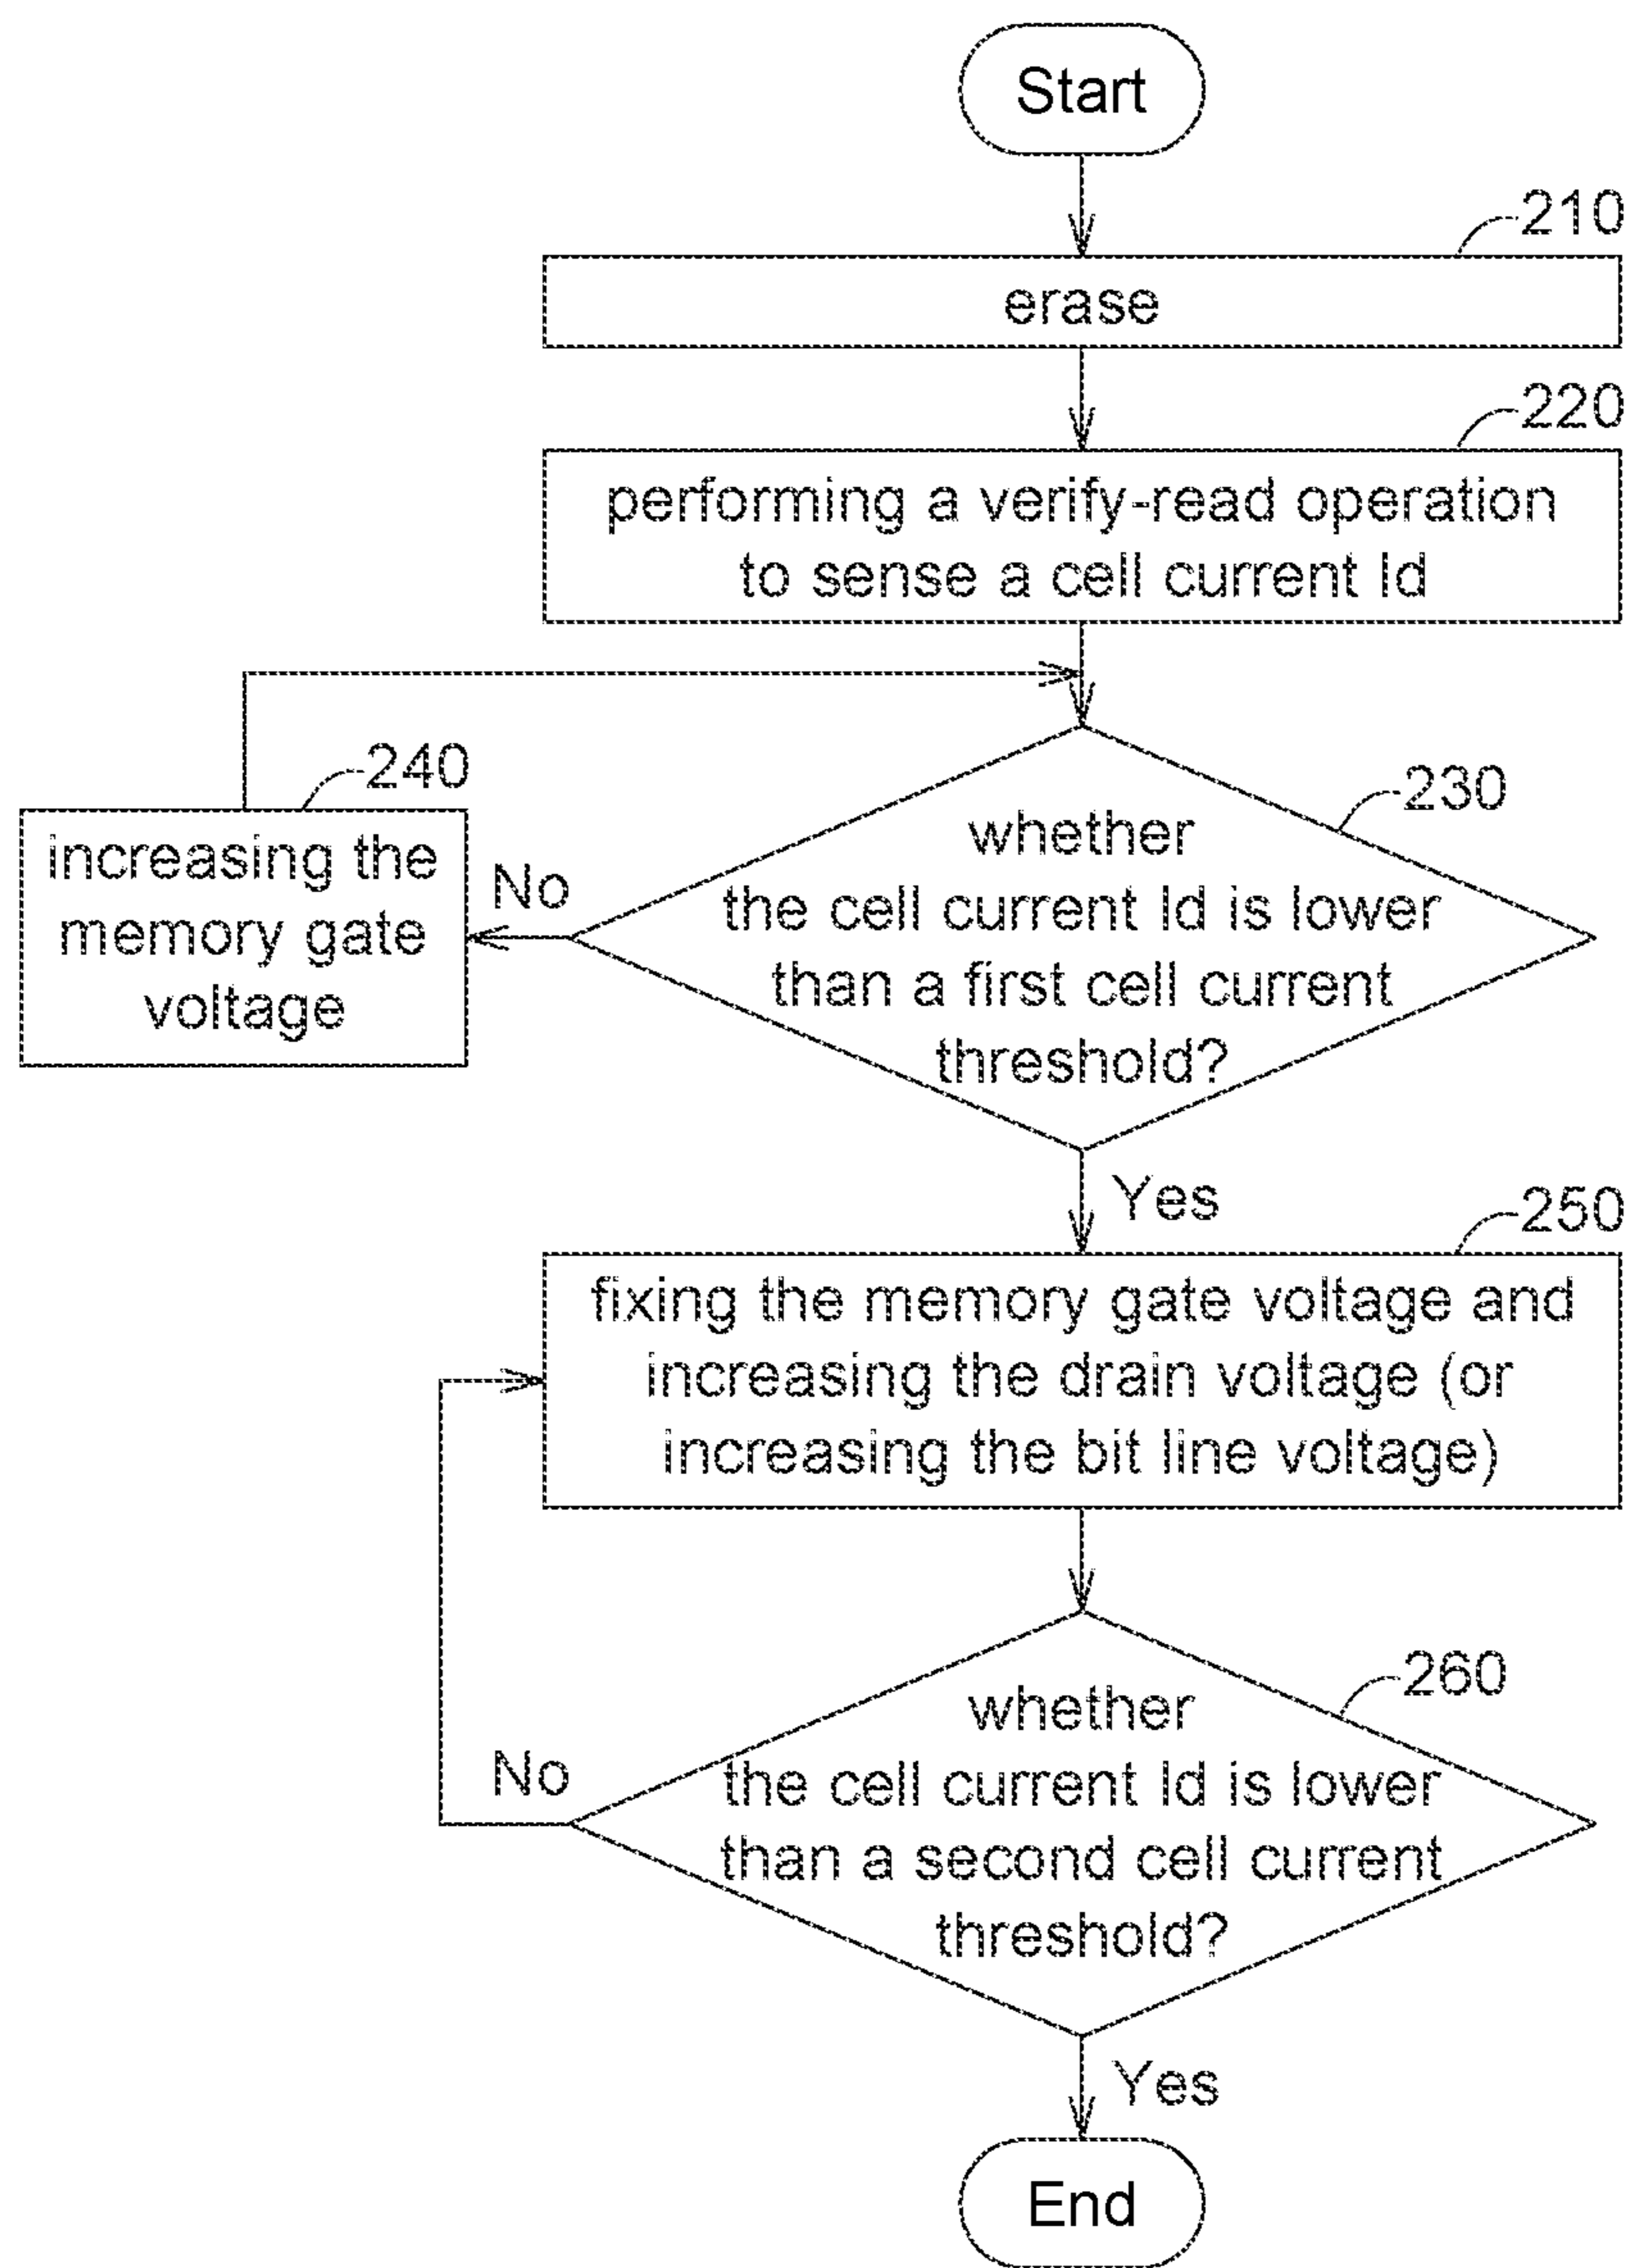 Start
210
erase
220
performing a verify-read operation
to sense a cell current Id
240
increasing the
memory gate
voltage
No
230
whether
the cell current Id is lower
than a first cell current
threshold?
Yes
250
fixing the memory gate voltage and
increasing the drain voltage (or
increasing the bit line voltage)
260
whether
the cell current Id is lower
than a second cell current
threshold?
No
Yes
End